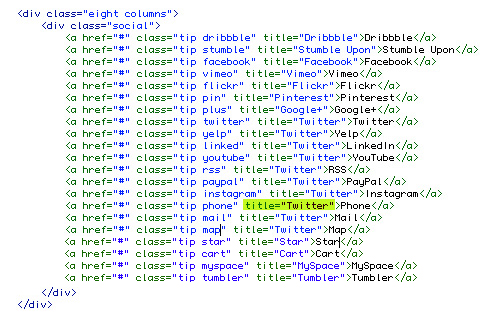 <div class="eight columns">
<div class="social">
<a href="#" class="tip dribbble" title="Dribbble">Dribbble</a>
<a href="#" class="tip stumble" title="Stumble Upon">Stumble Upon</a>
<a href="#" class="tip facebook" title="Facebook">Facebook</a>
<a href="#" class="tip vimeo" title="Vimeo">Vimeo</a>
<a href="#" class="tip flickr" title="Flickr">Flickr</a>
<a href="#" class="tip pin" title="Pinterest">Pinterest</a>
<a href="#" class="tip plus" title="Google+">Google+</a>
<a href="#" class="tip twitter" title="Twitter">Twitter</a>
<a href="#" class="tip yelp" title="Twitter">Yelp</a>
<a href="#" class="tip linked" title="Twitter">LinkedIn</a>
<a href="#" class="tip youtube" title="Twitter">YouTube</a>
<a href="#" class="tip rss" title="Twitter">RSS</a>
<a href="#" class="tip paypal" title="Twitter">PayPal</a>
<a href="#" class="tip instagram" title="Twitter">Instagram</a>
<a href="#" class="tip phone" title="Twitter">Phone</a>
<a href="#" class="tip mail" title="Twitter">Mail</a>
<a href="#" class="tip map" title="Twitter">Map</a>
<a href="#" class="tip star" title="Star">Star</a>
<a href="#" class="tip cart" title="Cart">Cart</a>
<a href="#" class="tip myspace" title="MySpace">MySpace</a>
<a href="#" class="tip tumbler" title="Tumbler">Tumbler</a>
</div>
</div>